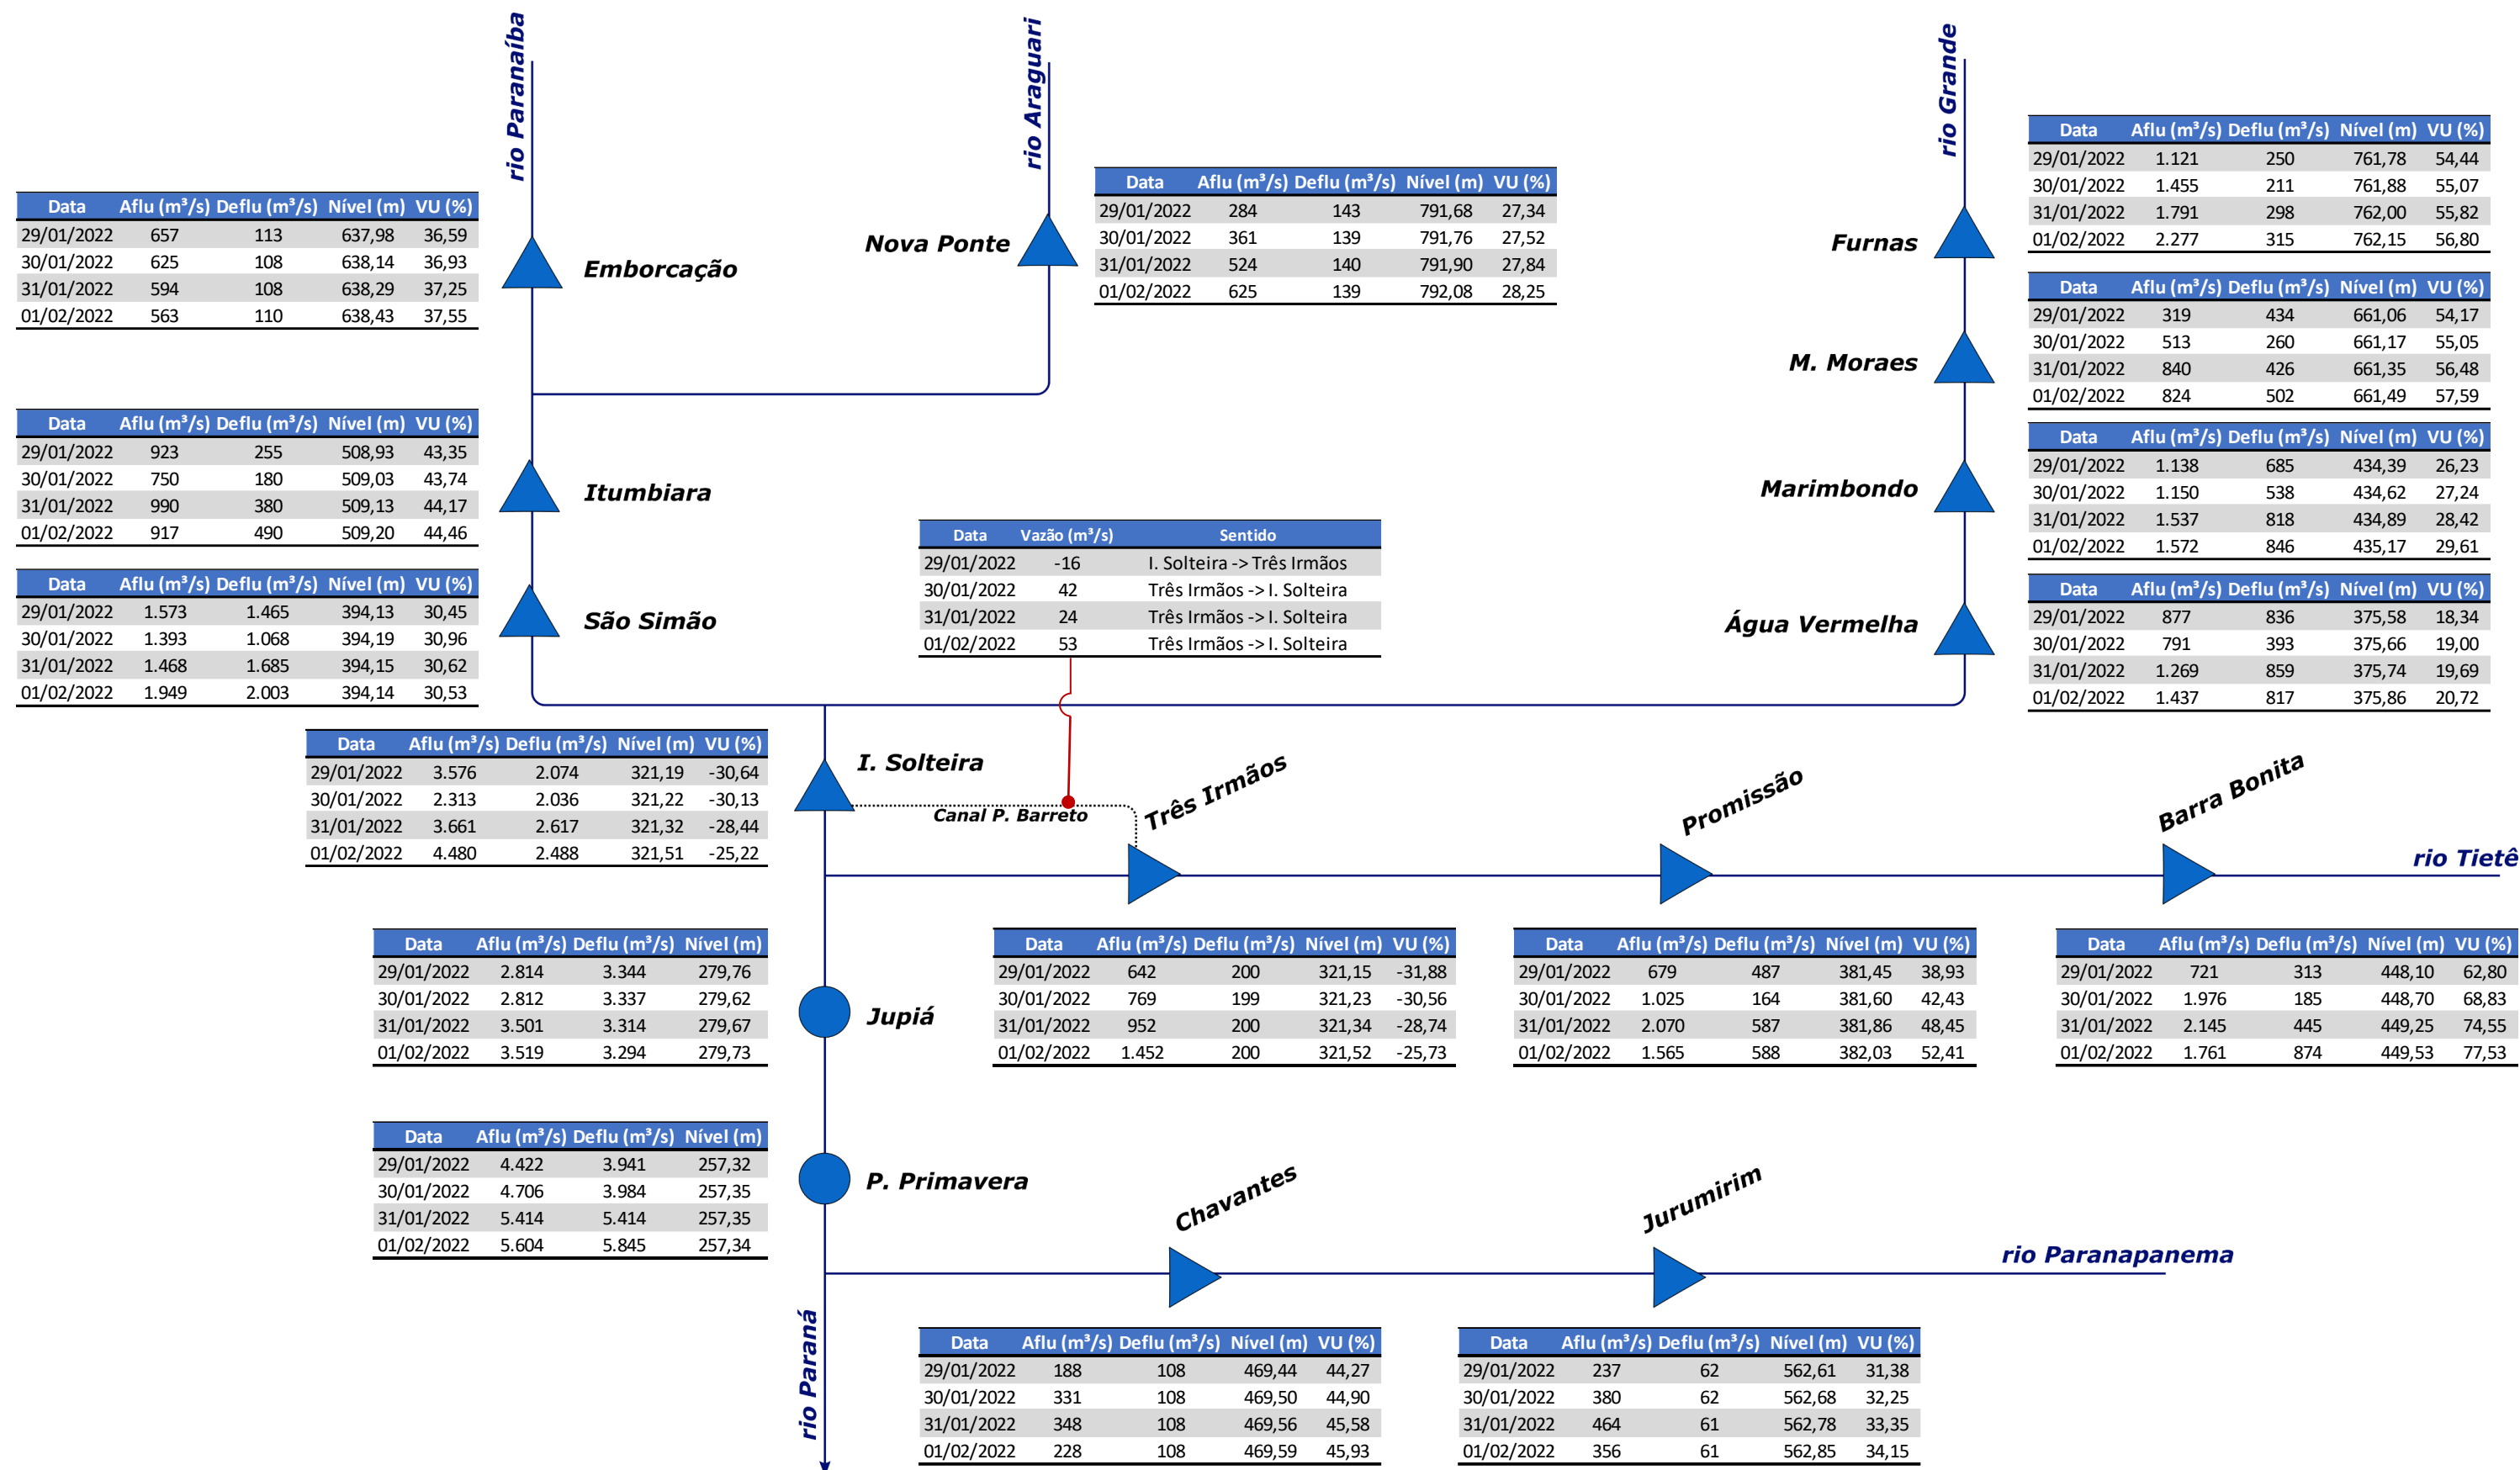 rio Paranaíba
rio Araguari
rio Grande
Data Aflu (m³/s) Deflu (m³/s) Nível (m) VU (%)
29/01/2022 657 113 637,98 36,59
30/01/2022 625 108 638,14 36,93
31/01/2022 594 108 638,29 37,25
01/02/2022 563 110 638,43 37,55
Emborcação
Nova Ponte
Data Aflu (m³/s) Deflu (m³/s) Nível (m) VU (%)
29/01/2022 284 143 791,68 27,34
30/01/2022 361 139 791,76 27,52
31/01/2022 524 140 791,90 27,84
01/02/2022 625 139 792,08 28,25
Furnas
Data Aflu (m³/s) Deflu (m³/s) Nível (m) VU (%)
29/01/2022 1.121 250 761,78 54,44
30/01/2022 1.455 211 761,88 55,07
31/01/2022 1.791 298 762,00 55,82
01/02/2022 2.277 315 762,15 56,80
M. Moraes
Data Aflu (m³/s) Deflu (m³/s) Nível (m) VU (%)
29/01/2022 319 434 661,06 54,17
30/01/2022 513 260 661,17 55,05
31/01/2022 840 426 661,35 56,48
01/02/2022 824 502 661,49 57,59
Data Aflu (m³/s) Deflu (m³/s) Nível (m) VU (%)
29/01/2022 923 255 508,93 43,35
30/01/2022 750 180 509,03 43,74
31/01/2022 990 380 509,13 44,17
01/02/2022 917 490 509,20 44,46
Itumbiara
Marimbondo
Data Aflu (m³/s) Deflu (m³/s) Nível (m) VU (%)
29/01/2022 1.138 685 434,39 26,23
30/01/2022 1.150 538 434,62 27,24
31/01/2022 1.537 818 434,89 28,42
01/02/2022 1.572 846 435,17 29,61
Data Vazão (m³/s) Sentido
29/01/2022 -16 I. Solteira -> Três Irmãos
30/01/2022 42 Três Irmãos -> I. Solteira
31/01/2022 24 Três Irmãos -> I. Solteira
01/02/2022 53 Três Irmãos -> I. Solteira
Data Aflu (m³/s) Deflu (m³/s) Nível (m) VU (%)
29/01/2022 1.573 1.465 394,13 30,45
30/01/2022 1.393 1.068 394,19 30,96
31/01/2022 1.468 1.685 394,15 30,62
01/02/2022 1.949 2.003 394,14 30,53
São Simão
Água Vermelha
Data Aflu (m³/s) Deflu (m³/s) Nível (m) VU (%)
29/01/2022 877 836 375,58 18,34
30/01/2022 791 393 375,66 19,00
31/01/2022 1.269 859 375,74 19,69
01/02/2022 1.437 817 375,86 20,72
Data Aflu (m³/s) Deflu (m³/s) Nível (m) VU (%)
29/01/2022 3.576 2.074 321,19 -30,64
30/01/2022 2.313 2.036 321,22 -30,13
31/01/2022 3.661 2.617 321,32 -28,44
01/02/2022 4.480 2.488 321,51 -25,22
I. Solteira
Canal P. Barreto
Três Irmãos
Promissão
Barra Bonita
rio Tietê
Data Aflu (m³/s) Deflu (m³/s) Nível (m)
29/01/2022 2.814 3.344 279,76
30/01/2022 2.812 3.337 279,62
31/01/2022 3.501 3.314 279,67
01/02/2022 3.519 3.294 279,73
Jupiá
Data Aflu (m³/s) Deflu (m³/s) Nível (m) VU (%)
29/01/2022 642 200 321,15 -31,88
30/01/2022 769 199 321,23 -30,56
31/01/2022 952 200 321,34 -28,74
01/02/2022 1.452 200 321,52 -25,73
Data Aflu (m³/s) Deflu (m³/s) Nível (m) VU (%)
29/01/2022 679 487 381,45 38,93
30/01/2022 1.025 164 381,60 42,43
31/01/2022 2.070 587 381,86 48,45
01/02/2022 1.565 588 382,03 52,41
Data Aflu (m³/s) Deflu (m³/s) Nível (m) VU (%)
29/01/2022 721 313 448,10 62,80
30/01/2022 1.976 185 448,70 68,83
31/01/2022 2.145 445 449,25 74,55
01/02/2022 1.761 874 449,53 77,53
Data Aflu (m³/s) Deflu (m³/s) Nível (m)
29/01/2022 4.422 3.941 257,32
30/01/2022 4.706 3.984 257,35
31/01/2022 5.414 5.414 257,35
01/02/2022 5.604 5.845 257,34
P. Primavera
Chavantes
Jurumirim
rio Paranapanema
rio Paraná
Data Aflu (m³/s) Deflu (m³/s) Nível (m) VU (%)
29/01/2022 188 108 469,44 44,27
30/01/2022 331 108 469,50 44,90
31/01/2022 348 108 469,56 45,58
01/02/2022 228 108 469,59 45,93
Data Aflu (m³/s) Deflu (m³/s) Nível (m) VU (%)
29/01/2022 237 62 562,61 31,38
30/01/2022 380 62 562,68 32,25
31/01/2022 464 61 562,78 33,35
01/02/2022 356 61 562,85 34,15